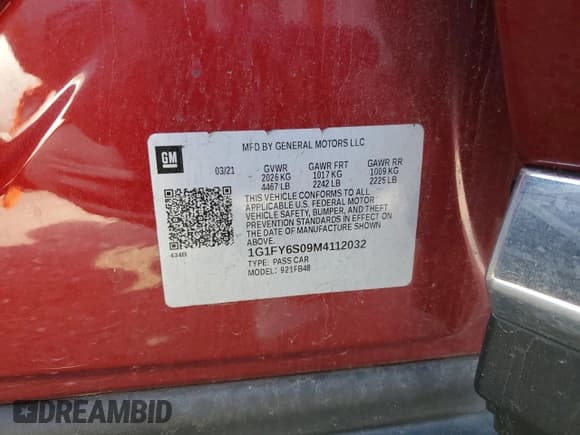 MFD BY GENERAL MOTORS LLC
GM
03/21 GVWR GAWR FRT GAWR RR
2026 KG 1017 KG 1009 KG
4467 LB 2242 LB 2225 LB
THIS VEHICLE CONFORMS TO ALL
APPLICABLE U.S. FEDERAL MOTOR
VEHICLE SAFETY, BUMPER, AND THEFT
PREVENTION STANDARDS IN EFFECT ON
THE DATE OF MANUFACTURE SHOWN
ABOVE.
1G1FY6S09M4112032
TYPE: PASS CAR
MODEL: 921FB48
DREAMBID